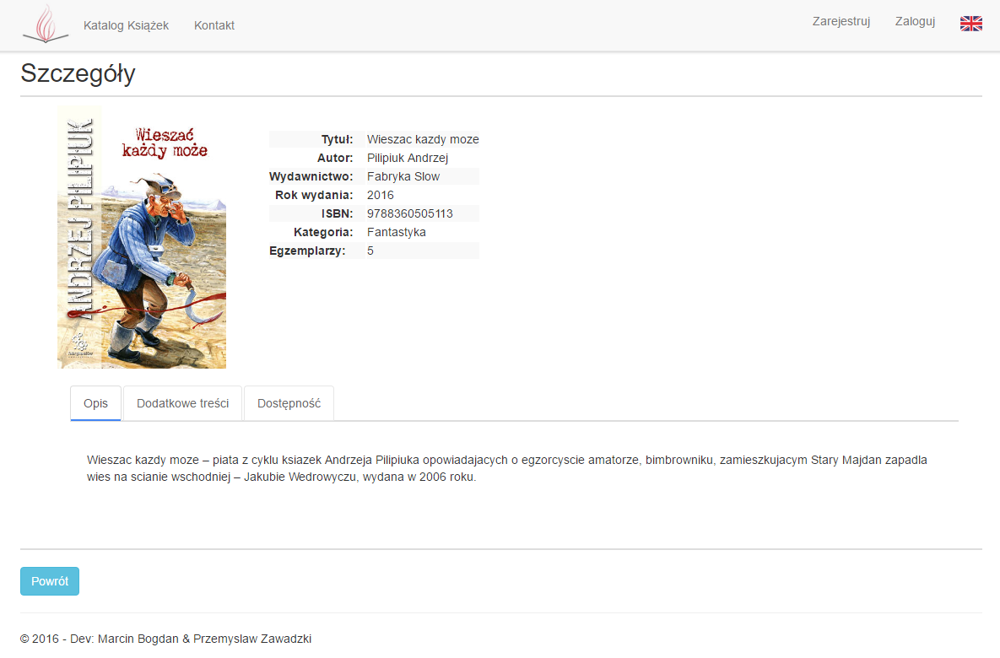 Katalog Książek Kontakt Zarejestruj Zaloguj
Szczegóły
ANDRZEJ PILIPIUK
Wieszać
każdy może
Tytuł: Wieszac kazdy moze
Autor: Pilipiuk Andrzej
Wydawnictwo: Fabryka Slow
Rok wydania: 2016
ISBN: 9788360505113
Kategoria: Fantastyka
Egzemplarzy: 5
Opis Dodatkowe treści Dostępność
Wieszac kazdy moze – piata z cyklu ksiazek Andrzeja Pilipiuka opowiadajacych o egzorcyscie amatorze, bimbrowniku, zamieszkujacym Stary Majdan zapadla
wies na scianie wschodniej – Jakubie Wedrowyczu, wydana w 2006 roku.
Powrót
© 2016 - Dev: Marcin Bogdan & Przemyslaw Zawadzki